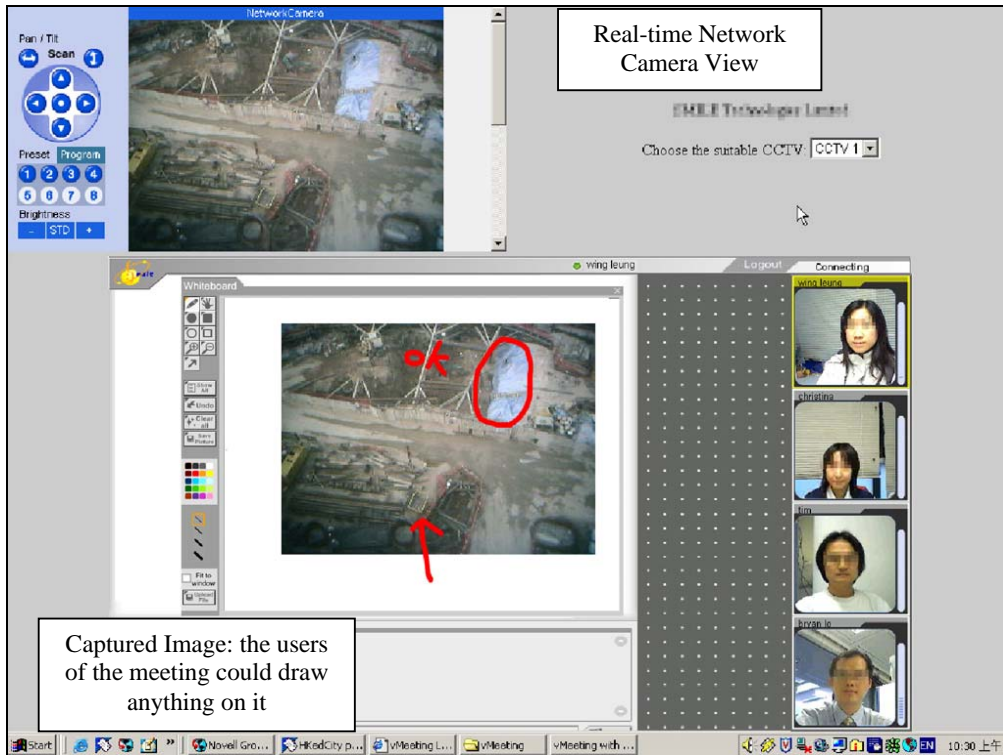 NetworkCamera
Pan / Tilt
Scan
Preset Program
1 2 3 4
5 6 7 8
Brightness
- STD +
Real-time Network
Camera View
Choose the suitable CCTV: CCTV 1
wing leung
Logout
Connecting
Whiteboard
Show
All
Undo
Clear
all
Save
Picture
Fit to
window
Upload
File
ok
wing leung
christina
tim
bryan lo
Captured Image: the users
of the meeting could draw
anything on it
Start
Novell Gro...
HKedCity p...
vMeeting L...
vMeeting
vMeeting with ...
EN
10:30 上午